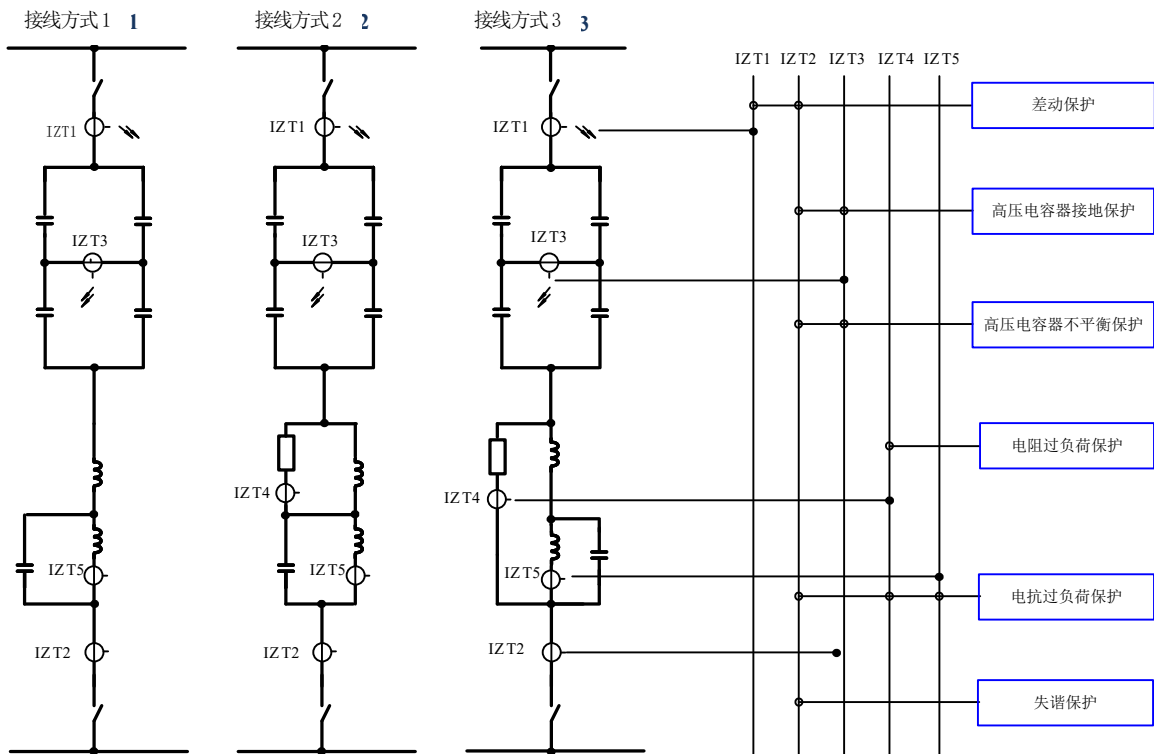 接线方式1 1
接线方式2 2
接线方式3 3
IZT1 IZT2 IZT3 IZT4 IZT5
IZT1
IZT1
IZT1
差动保护
高压电容器接地保护
IZT3
IZT3
IZT3
高压电容器不平衡保护
电阻过负荷保护
IZT4
IZT4
IZT5
IZT5
IZT5
电抗过负荷保护
IZT2
IZT2
IZT2
失谐保护